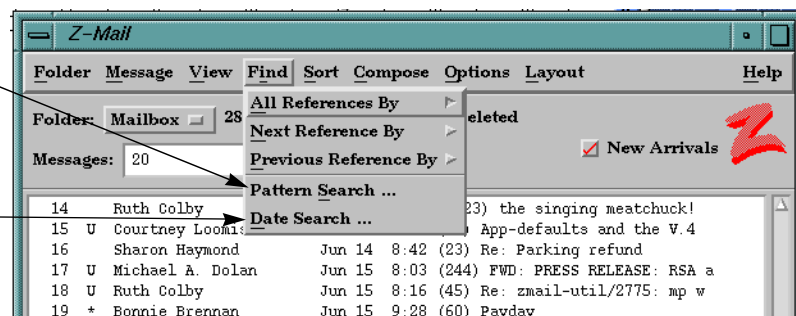 Z-Mail
Folder Message View Find Sort Compose Options Layout Help
All References By
Folder: Mailbox 28 eleted
Next Reference By
New Arrivals
Messages: 20
Previous Reference By
Pattern Search ...
14 Ruth Colby 23) the singing meatchuck!
Date Search ...
15 U Courtney Loomis App-defaults and the V.4
16 Sharon Haymond Jun 14 8:42 (23) Re: Parking refund
17 U Michael A. Dolan Jun 15 8:03 (244) FWD: PRESS RELEASE: RSA a
18 U Ruth Colby Jun 15 8:16 (45) Re: zmail-util/2775: mp w
19 * Bonnie Brennan Jun 15 9:28 (60) Payday